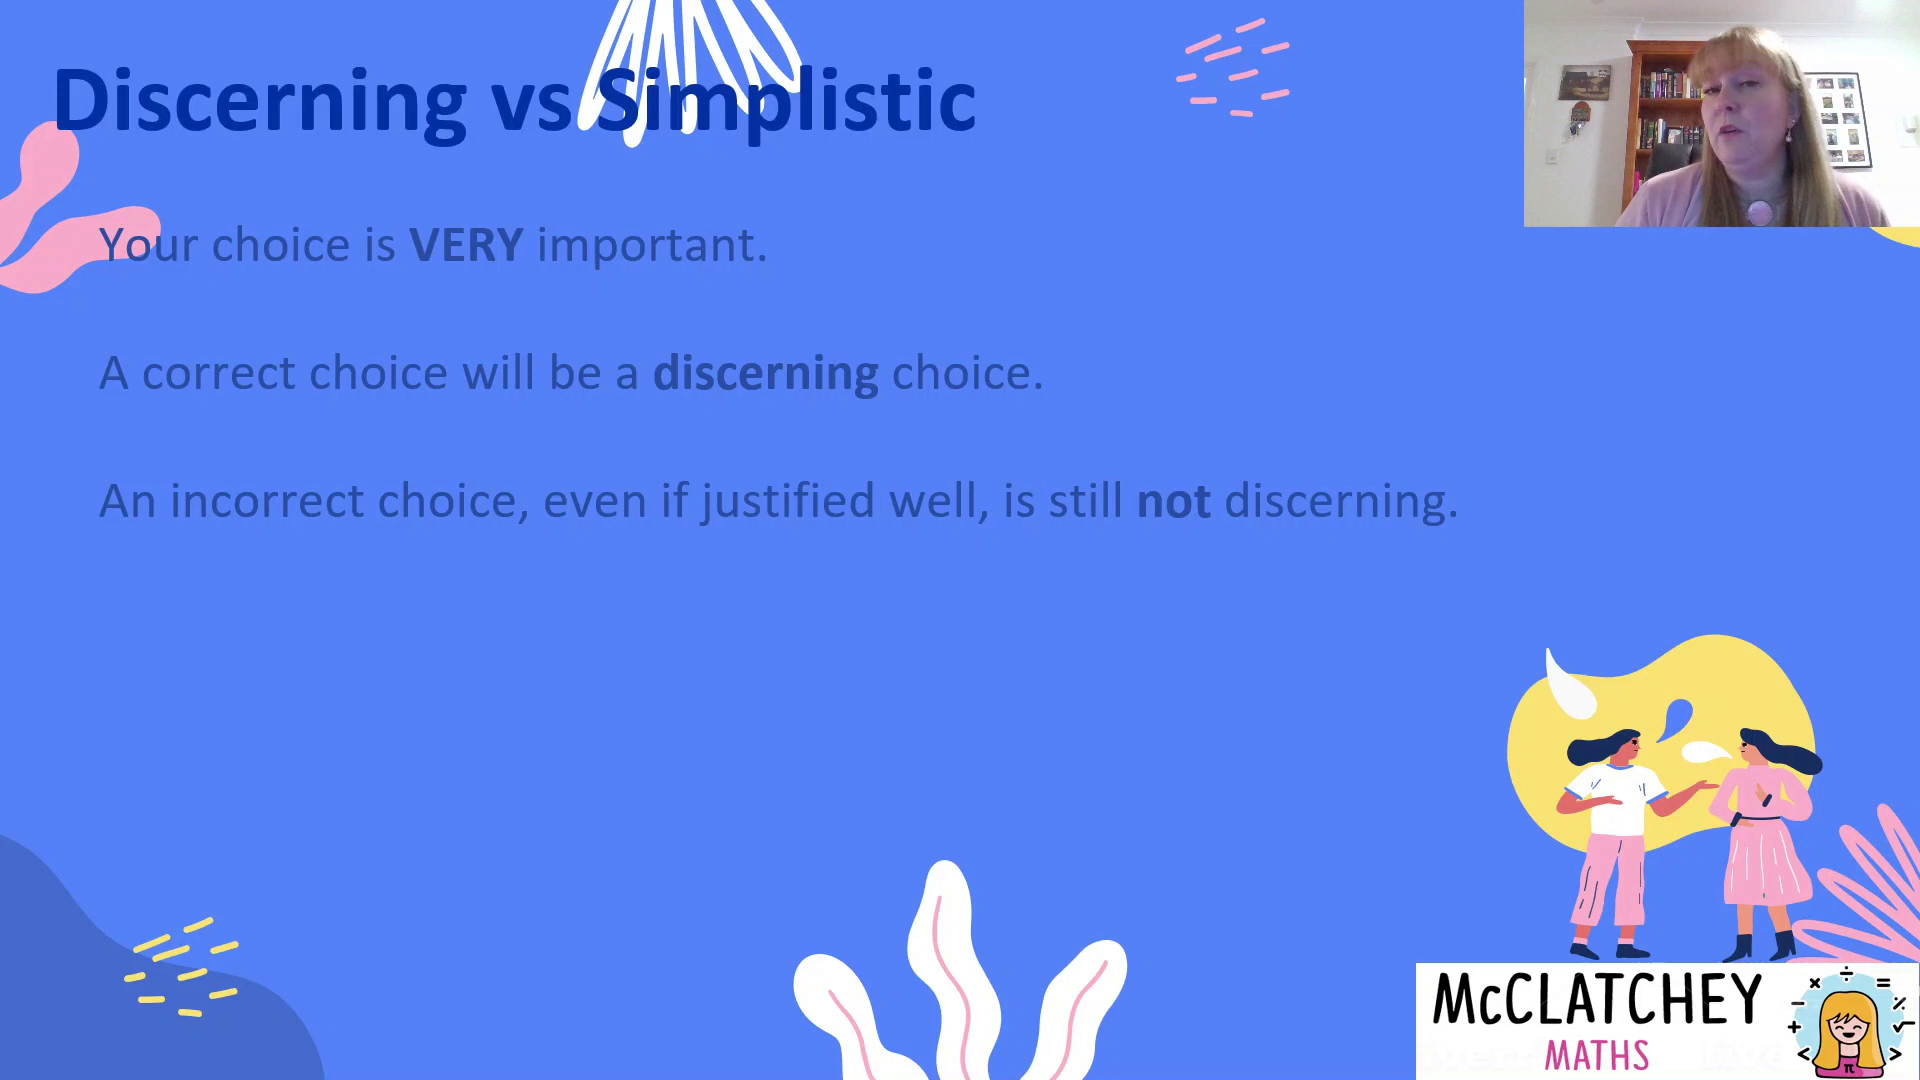 Discerning vs Simplistic
Your choice is VERY important.
A correct choice will be a discerning choice.
An incorrect choice, even if justified well, is still not discerning.
McCLATCHEY
MATHS
π